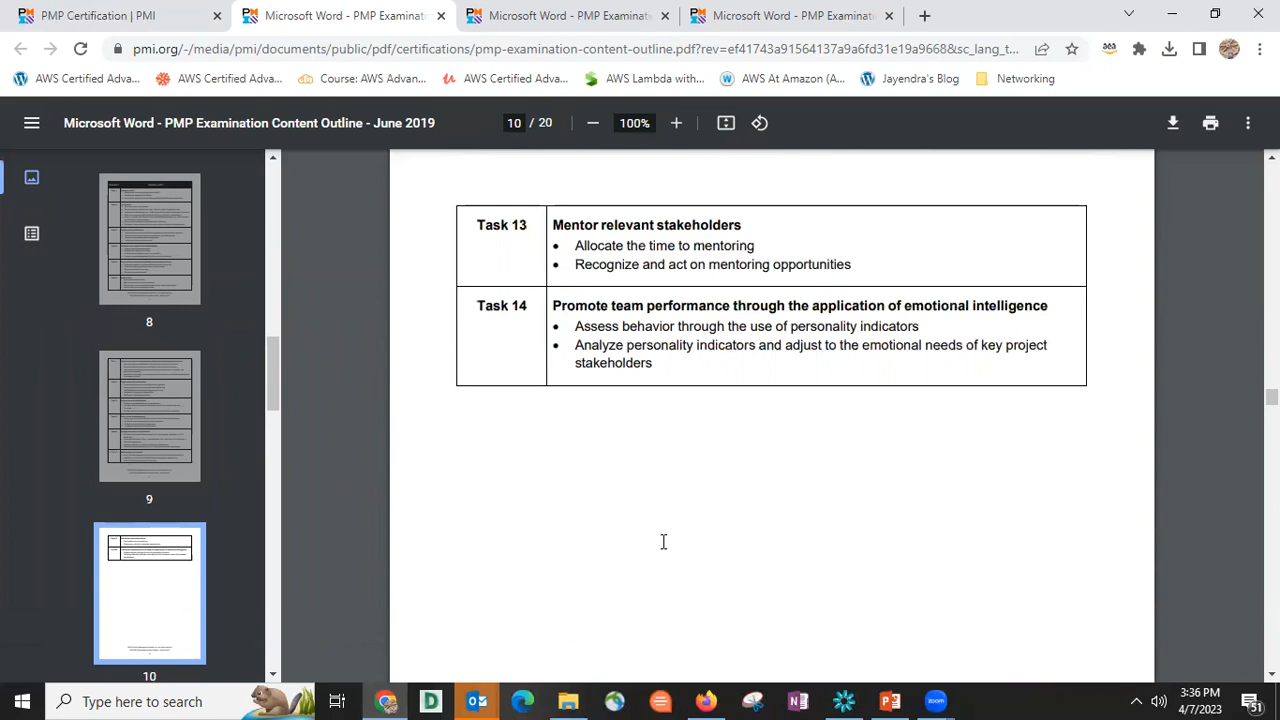 PMP Certification | PMI
Microsoft Word - PMP Examinat
Microsoft Word - PMP Examinat
Microsoft Word - PMP Examinat
pmi.org/-/media/pmi/documents/public/pdf/certifications/pmp-examination-content-outline.pdf?rev=ef41743a91564137a9a6fd31e19a9668&sc_lang_t...
AWS Certified Adva...
AWS Certified Adva...
Course: AWS Advan...
AWS Certified Adva...
AWS Lambda with...
AWS At Amazon (A...
Jayendra's Blog
Networking
Microsoft Word - PMP Examination Content Outline - June 2019
10 / 20
100%
8
9
10
Task 13
Mentor relevant stakeholders
• Allocate the time to mentoring
• Recognize and act on mentoring opportunities
Task 14
Promote team performance through the application of emotional intelligence
• Assess behavior through the use of personality indicators
• Analyze personality indicators and adjust to the emotional needs of key project
stakeholders
Type here to search
3:36 PM
4/7/2023
51